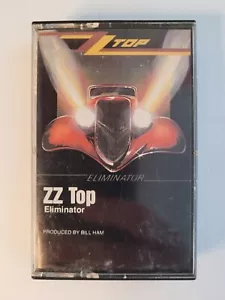 ZZ TOP
ELIMINATOR
ZZ Top
Eliminator
PRODUCED BY BILL HAM